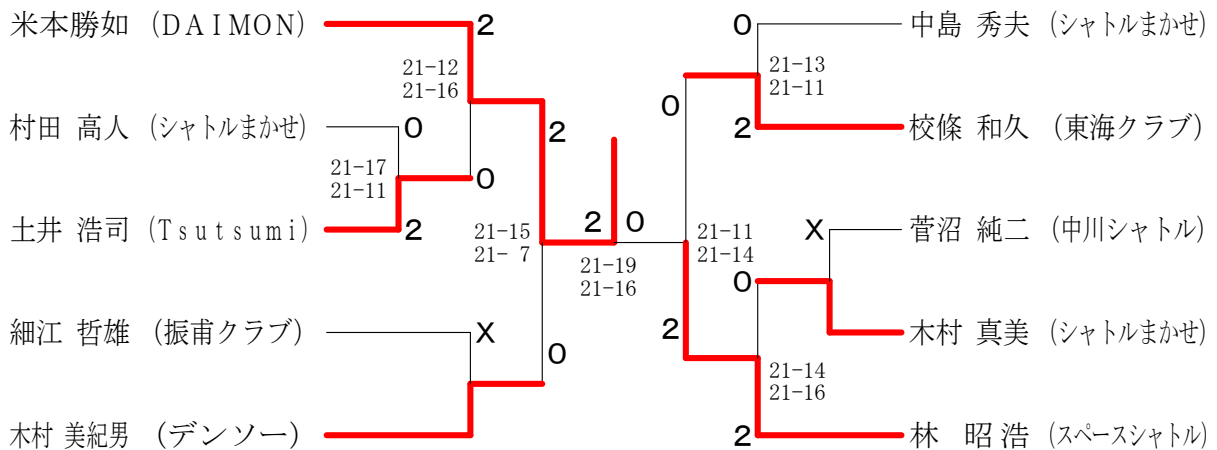 米本勝如 (DAIMON)
2
21-12
21-16
村田 高人 (シャトルまかせ)
0
21-17
21-11
0
土井 浩司 (Tsutsumi)
2
2
21-15
21- 7
細江 哲雄 (振甫クラブ)
X
0
木村 美紀男 (デンソー)
2
0
21-19
21-16
0
中島 秀夫 (シャトルまかせ)
21-13
21-11
0
2
校條 和久 (東海クラブ)
21-11
21-14
X
菅沼 純二 (中川シャトル)
0
2
木村 真美 (シャトルまかせ)
21-14
21-16
2
林 昭浩 (スペースシャトル)